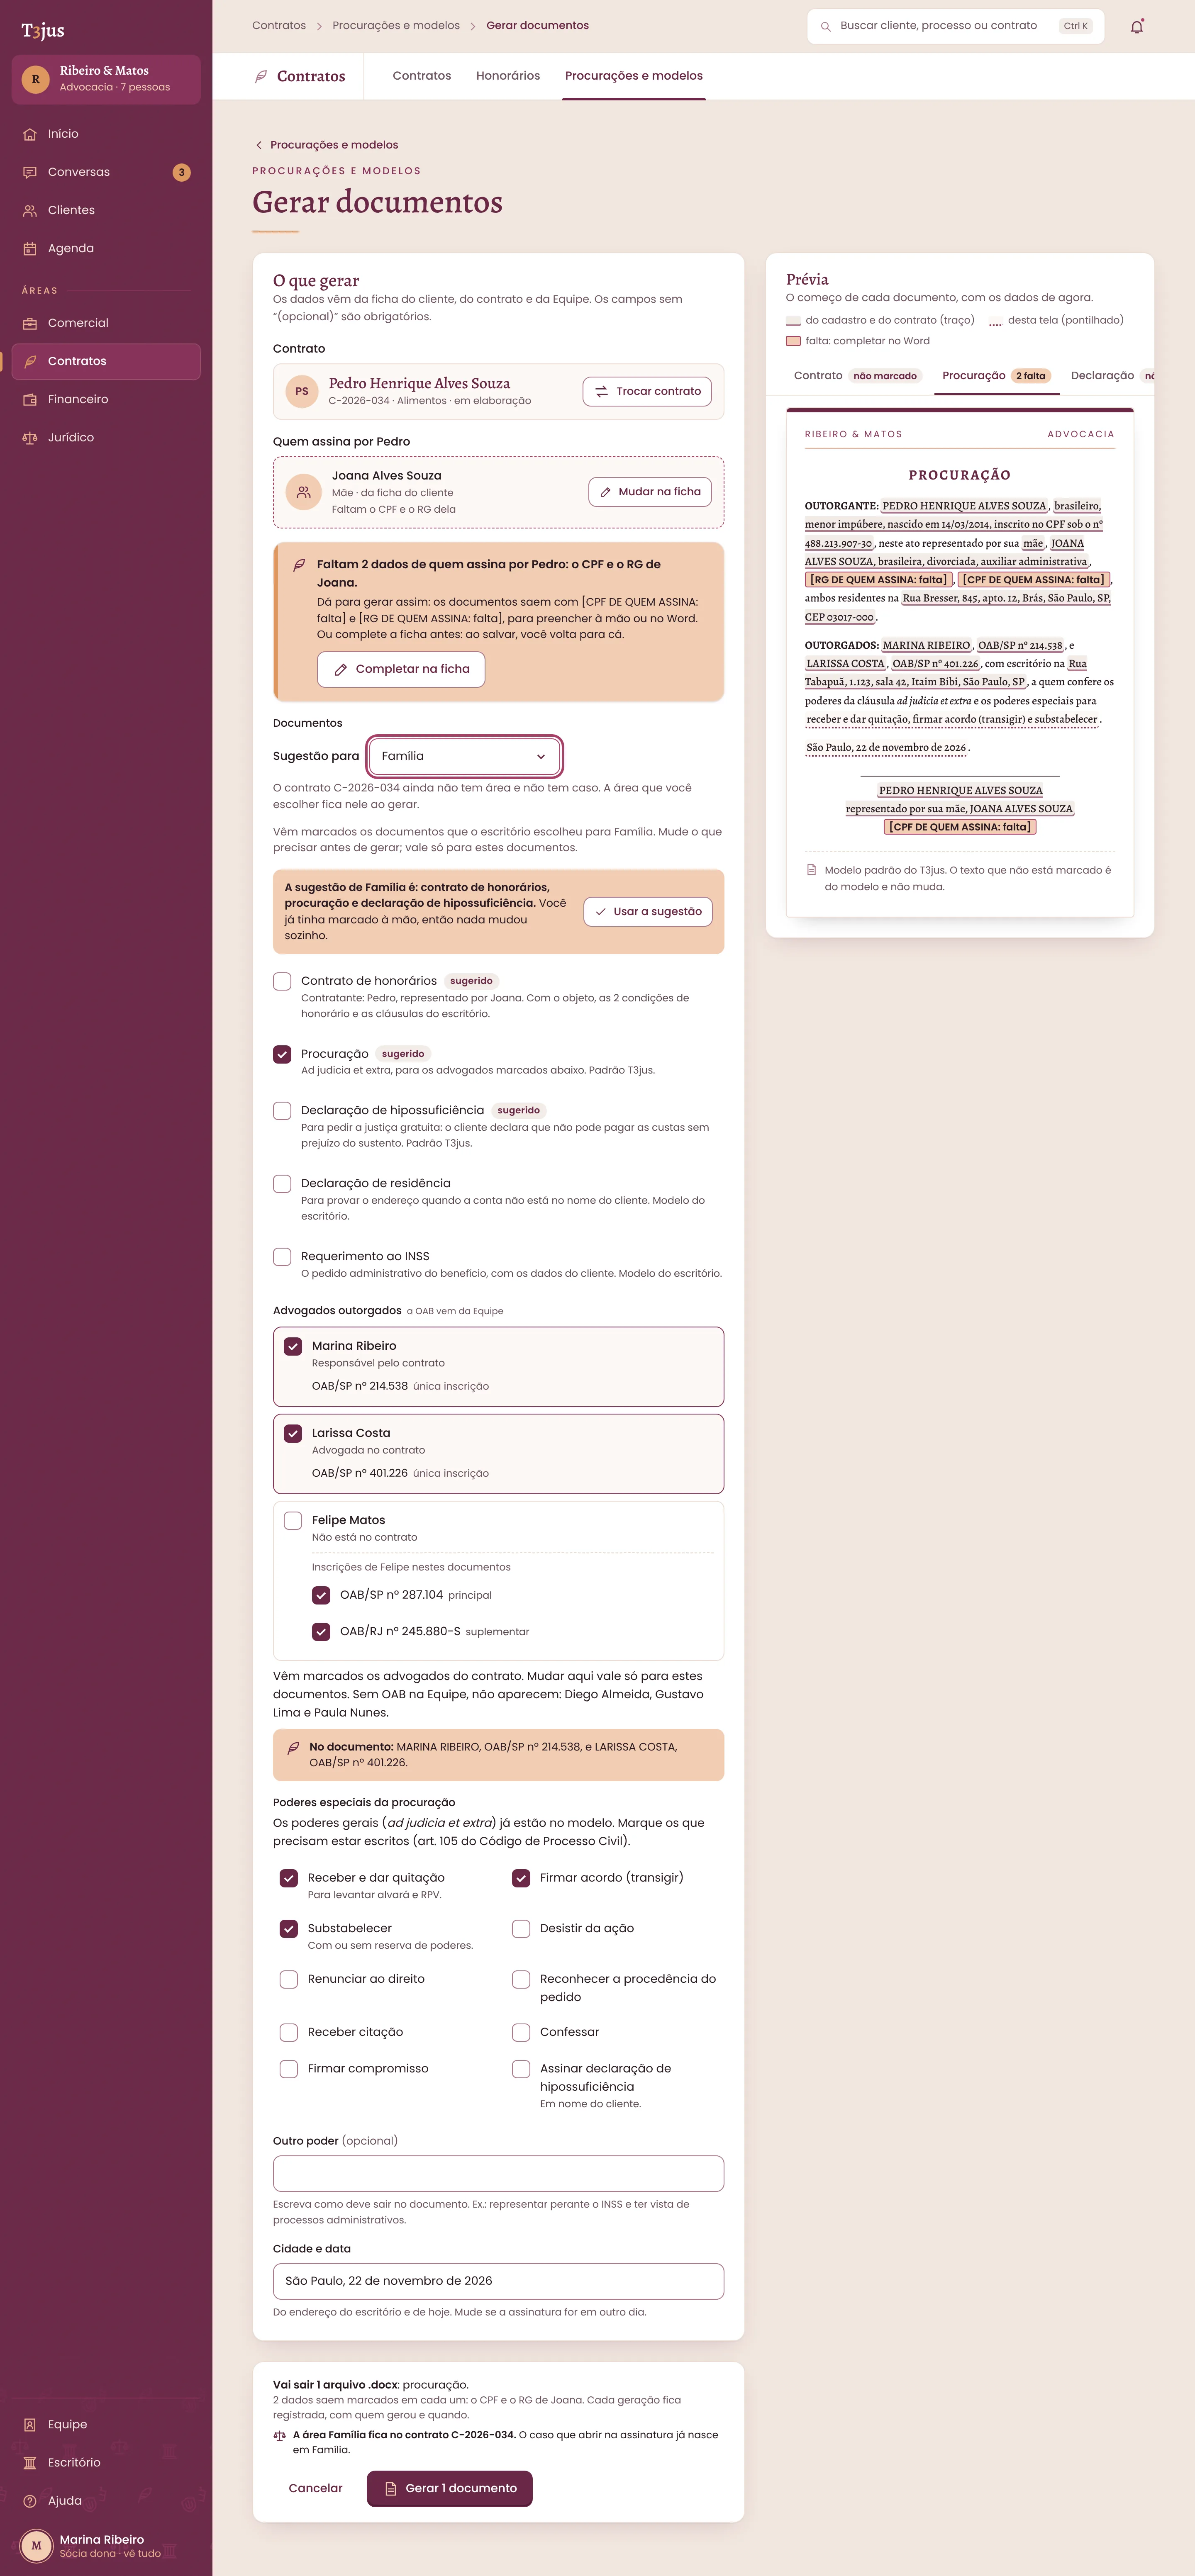 T3jus
R
Ribeiro & Matos
Advocacia · 7 pessoas
Início
Conversas
3
Clientes
Agenda
ÁREAS
Comercial
Contratos
Financeiro
Jurídico
Equipe
Escritório
Ajuda
M
Marina Ribeiro
Sócia dona · vê tudo
Contratos
Procurações e modelos
Gerar documentos
Buscar cliente, processo ou contrato
Ctrl K
Contratos
Contratos
Honorários
Procurações e modelos
Procurações e modelos
PROCURAÇÕES E MODELOS
Gerar documentos
O que gerar
Os dados vêm da ficha do cliente, do contrato e da Equipe. Os campos sem
“(opcional)” são obrigatórios.
Contrato
PS
Pedro Henrique Alves Souza
C-2026-034 · Alimentos · em elaboração
Trocar contrato
Quem assina por Pedro
Joana Alves Souza
Mãe · da ficha do cliente
Faltam o CPF e o RG dela
Mudar na ficha
Faltam 2 dados de quem assina por Pedro: o CPF e o RG de
Joana.
Dá para gerar assim: os documentos saem com [CPF DE QUEM ASSINA:
falta] e [RG DE QUEM ASSINA: falta], para preencher à mão ou no Word.
Ou complete a ficha antes: ao salvar, você volta para cá.
Completar na ficha
Documentos
Sugestão para
Família
O contrato C-2026-034 ainda não tem área e não tem caso. A área que você
escolher fica nele ao gerar.
Vêm marcados os documentos que o escritório escolheu para Família. Mude o que
precisar antes de gerar; vale só para estes documentos.
A sugestão de Família é: contrato de honorários,
procuração e declaração de hipossuficiência. Você
já tinha marcado à mão, então nada mudou
sozinho.
Usar a sugestão
Contrato de honorários
sugerido
Contratante: Pedro, representado por Joana. Com o objeto, as 2 condições de
honorário e as cláusulas do escritório.
Procuração
sugerido
Ad judicia et extra, para os advogados marcados abaixo. Padrão T3jus.
Declaração de hipossuficiência
sugerido
Para pedir a justiça gratuita: o cliente declara que não pode pagar as custas sem
prejuízo do sustento. Padrão T3jus.
Declaração de residência
Para provar o endereço quando a conta não está no nome do cliente. Modelo do
escritório.
Requerimento ao INSS
O pedido administrativo do benefício, com os dados do cliente. Modelo do escritório.
Advogados outorgados a OAB vem da Equipe
Marina Ribeiro
Responsável pelo contrato
OAB/SP nº 214.538 única inscrição
Larissa Costa
Advogada no contrato
OAB/SP nº 401.226 única inscrição
Felipe Matos
Não está no contrato
Inscrições de Felipe nestes documentos
OAB/SP nº 287.104 principal
OAB/RJ nº 245.880-S suplementar
Vêm marcados os advogados do contrato. Mudar aqui vale só para estes
documentos. Sem OAB na Equipe, não aparecem: Diego Almeida, Gustavo
Lima e Paula Nunes.
No documento: MARINA RIBEIRO, OAB/SP nº 214.538, e LARISSA COSTA,
OAB/SP nº 401.226.
Poderes especiais da procuração
Os poderes gerais (ad judicia et extra) já estão no modelo. Marque os que
precisam estar escritos (art. 105 do Código de Processo Civil).
Receber e dar quitação
Para levantar alvará e RPV.
Firmar acordo (transigir)
Substabelecer
Com ou sem reserva de poderes.
Desistir da ação
Renunciar ao direito
Reconhecer a procedência do
pedido
Receber citação
Confessar
Firmar compromisso
Assinar declaração de
hipossuficiência
Em nome do cliente.
Outro poder (opcional)
Escreva como deve sair no documento. Ex.: representar perante o INSS e ter vista de
processos administrativos.
Cidade e data
São Paulo, 22 de novembro de 2026
Do endereço do escritório e de hoje. Mude se a assinatura for em outro dia.
Vai sair 1 arquivo .docx: procuração.
2 dados saem marcados em cada um: o CPF e o RG de Joana. Cada geração fica
registrada, com quem gerou e quando.
A área Família fica no contrato C-2026-034. O caso que abrir na assinatura já nasce
em Família.
Cancelar
Gerar 1 documento
Prévia
O começo de cada documento, com os dados de agora.
do cadastro e do contrato (traço)
desta tela (pontilhado)
falta: completar no Word
Contrato
não marcado
Procuração
2 falta
Declaração
RIBEIRO & MATOS
ADVOCACIA
PROCURAÇÃO
OUTORGANTE: PEDRO HENRIQUE ALVES SOUZA, brasileiro,
menor impúbere, nascido em 14/03/2014, inscrito no CPF sob o nº
488.213.907-30, neste ato representado por sua mãe, JOANA
ALVES SOUZA, brasileira, divorciada, auxiliar administrativa,
[RG DE QUEM ASSINA: falta], [CPF DE QUEM ASSINA: falta],
ambos residentes na Rua Bresser, 845, apto. 12, Brás, São Paulo, SP,
CEP 03017-000.
OUTORGADOS: MARINA RIBEIRO, OAB/SP nº 214.538, e
LARISSA COSTA, OAB/SP nº 401.226, com escritório na Rua
Tabapuã, 1.123, sala 42, Itaim Bibi, São Paulo, SP, a quem confere os
poderes da cláusula ad judicia et extra e os poderes especiais para
receber e dar quitação, firmar acordo (transigir) e substabelecer.
São Paulo, 22 de novembro de 2026.
PEDRO HENRIQUE ALVES SOUZA
representado por sua mãe, JOANA ALVES SOUZA
[CPF DE QUEM ASSINA: falta]
Modelo padrão do T3jus. O texto que não está marcado é
do modelo e não muda.